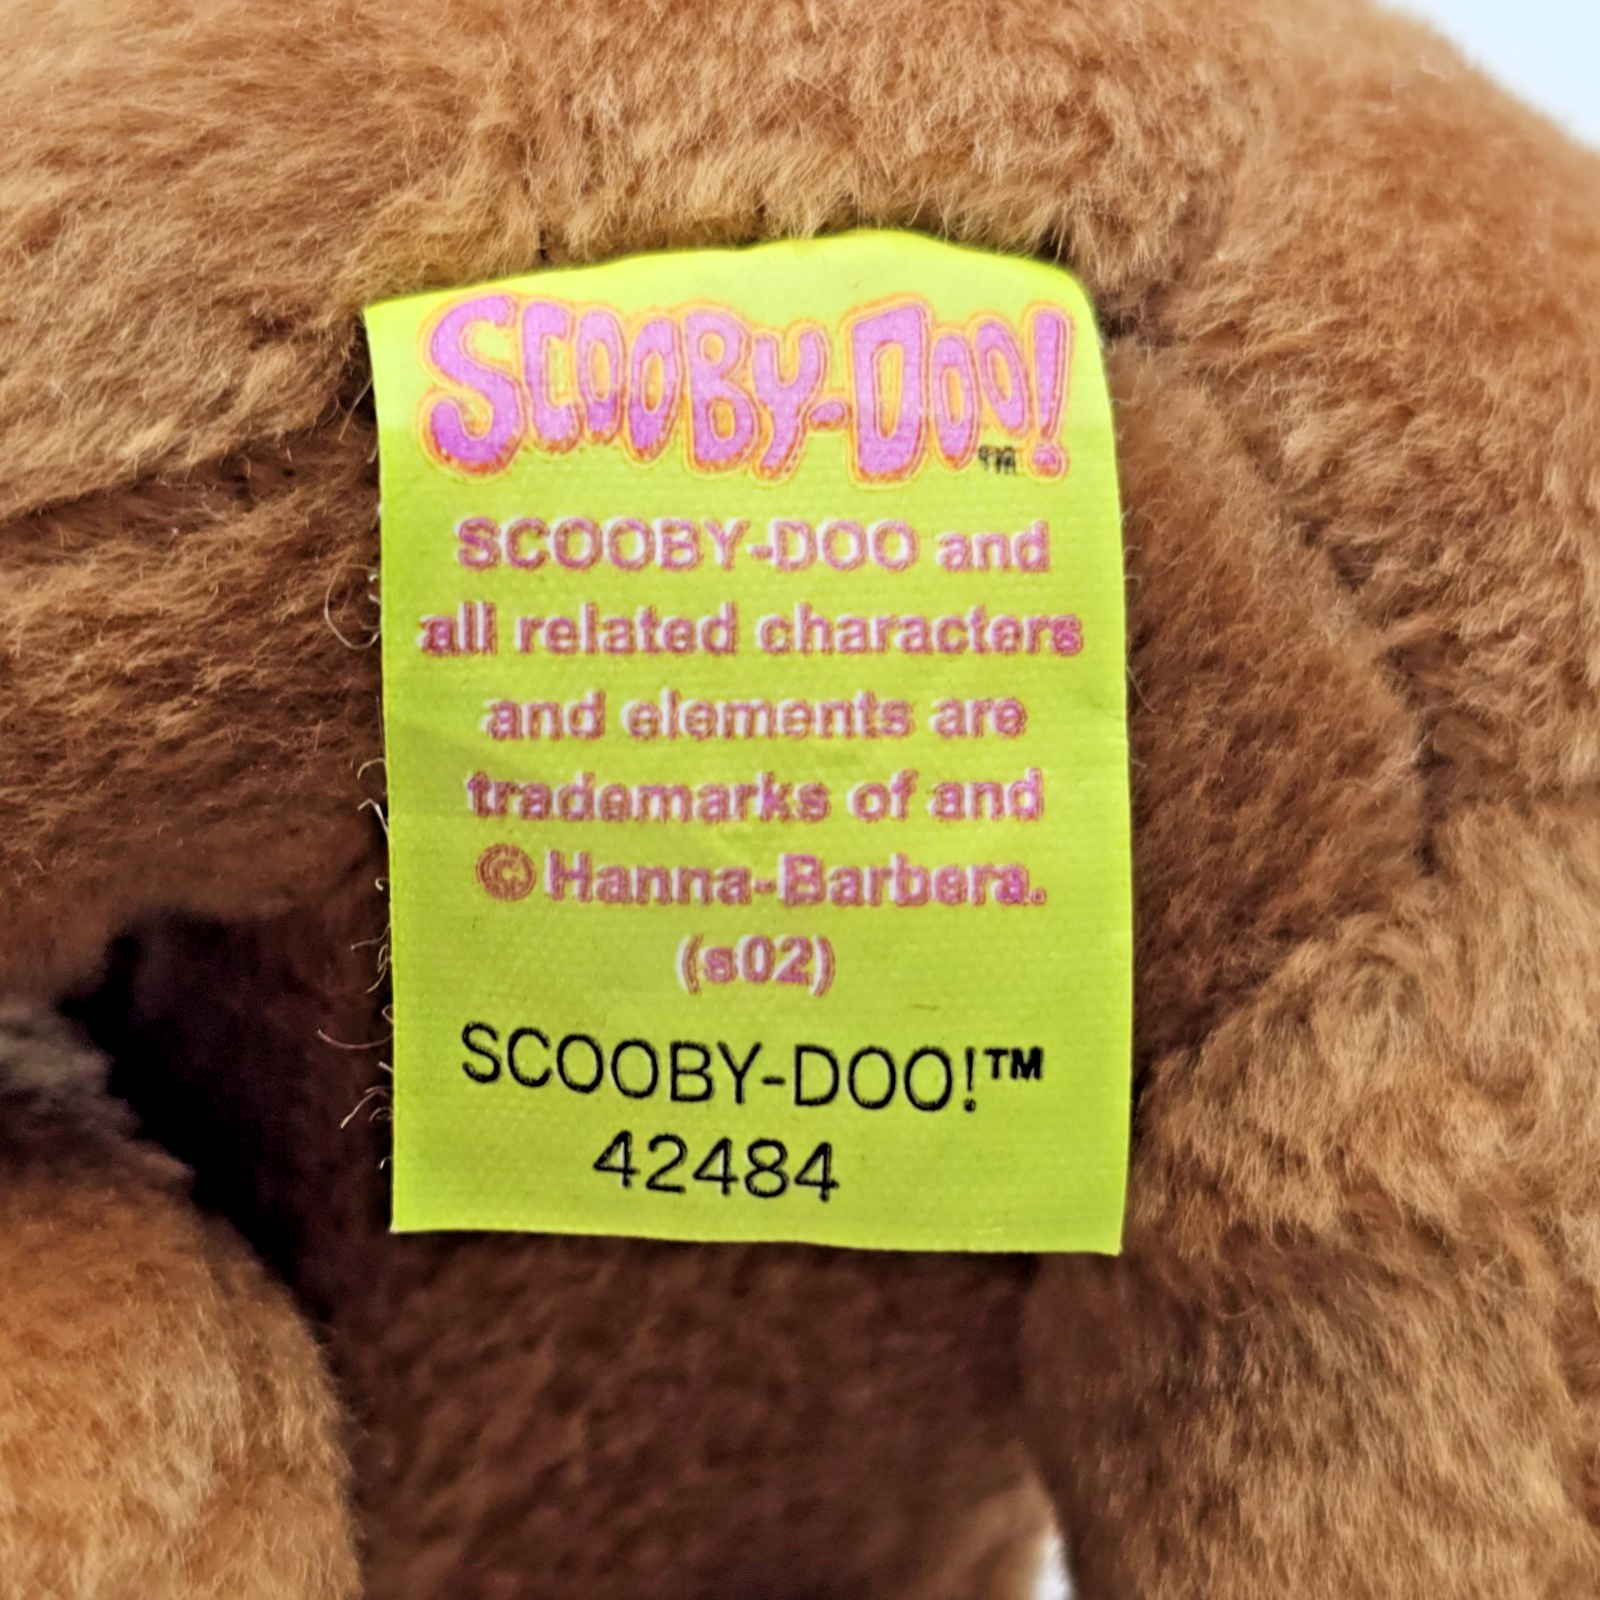 SCOOBY-DOO!
TM
SCOOBY-DOO and
all related characters
and elements are
trademarks of and
© Hanna-Barbera.
(s02)
SCOOBY-DOO!™
42484